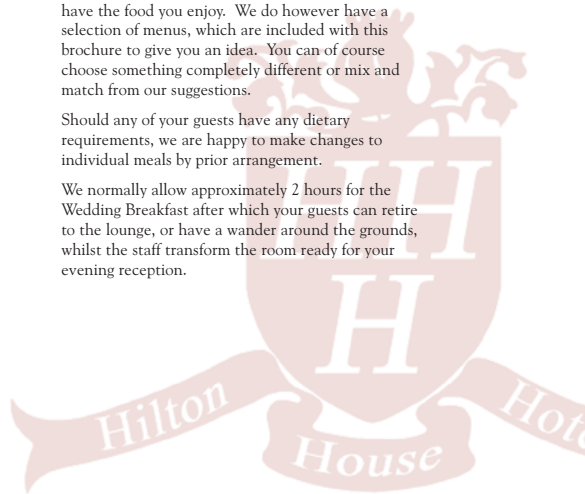 have the food you enjoy.  We do however have a
selection of menus, which are included with this
brochure to give you an idea.  You can of course
choose something completely different or mix and
match from our suggestions.
Should any of your guests have any dietary
requirements, we are happy to make changes to
individual meals by prior arrangement.
We normally allow approximately 2 hours for the
Wedding Breakfast after which your guests can retire
to the lounge, or have a wander around the grounds,
whilst the staff transform the room ready for your
evening reception.
HH
H
Hilton
House